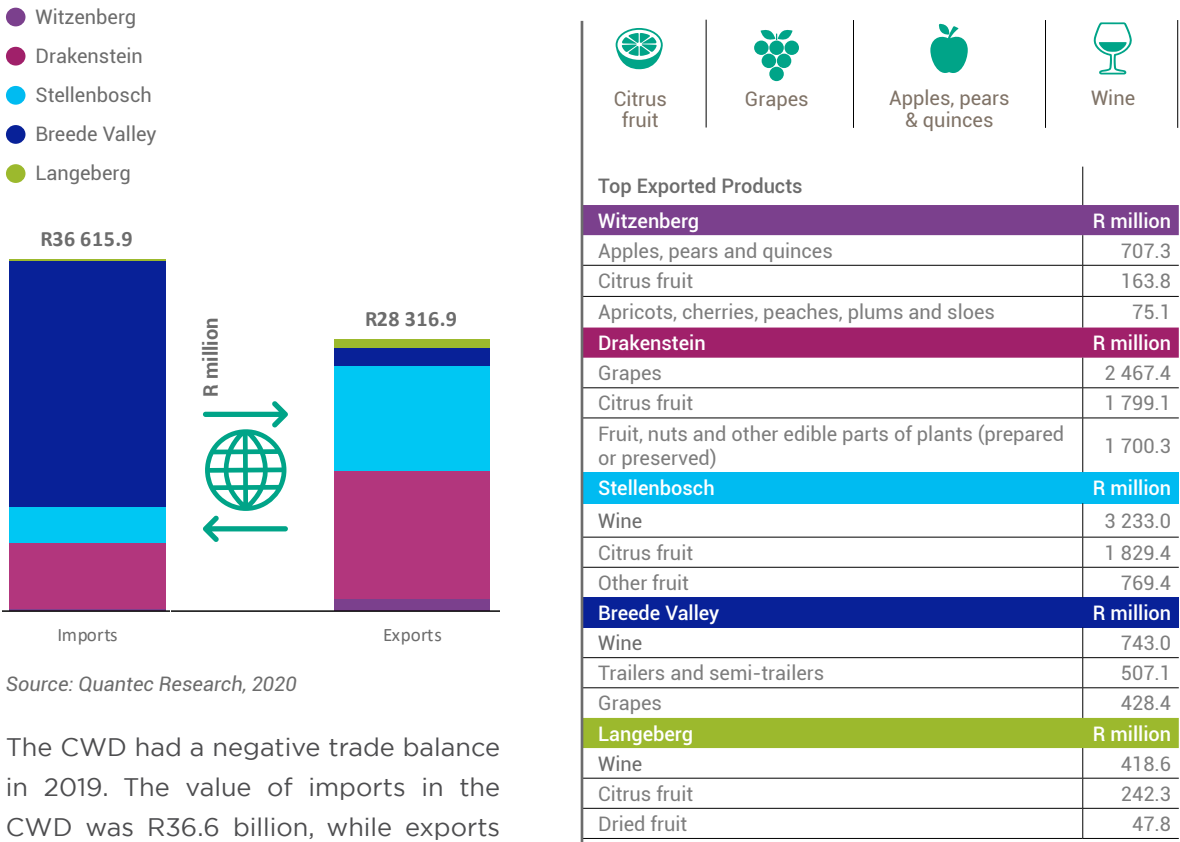 Witzenberg
Drakenstein
Stellenbosch
Breede Valley
Langeberg
R36 615.9
R28 316.9
R million
Imports
Exports
Source: Quantec Research, 2020
The CWD had a negative trade balance
in 2019. The value of imports in the
CWD was R36.6 billion, while exports
Citrus
fruit
Grapes
Apples, pears
& quinces
Wine
Top Exported Products
Witzenberg R million
Apples, pears and quinces 707.3
Citrus fruit 163.8
Apricots, cherries, peaches, plums and sloes 75.1
Drakenstein R million
Grapes 2 467.4
Citrus fruit 1 799.1
Fruit, nuts and other edible parts of plants (prepared
or preserved) 1 700.3
Stellenbosch R million
Wine 3 233.0
Citrus fruit 1 829.4
Other fruit 769.4
Breede Valley R million
Wine 743.0
Trailers and semi-trailers 507.1
Grapes 428.4
Langeberg R million
Wine 418.6
Citrus fruit 242.3
Dried fruit 47.8